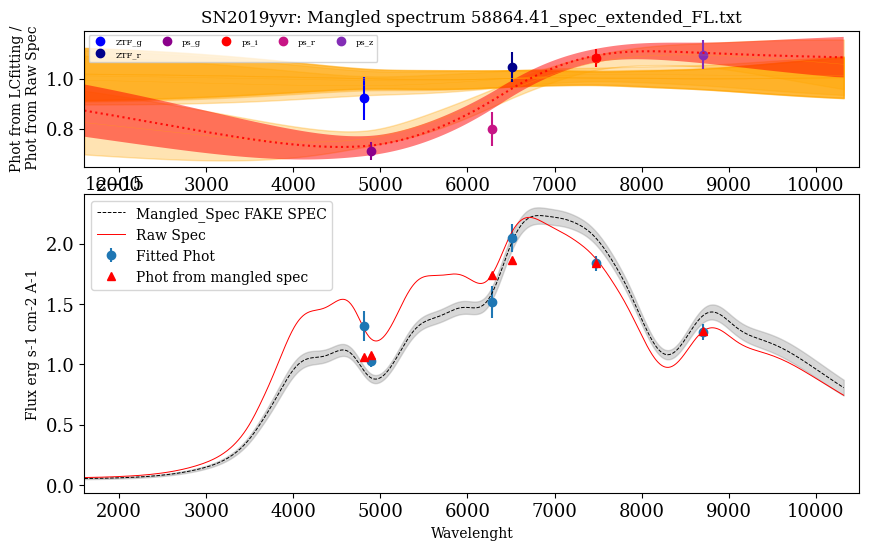 SN2019yvr: Mangled spectrum 58864.41_spec_extended_FL.txt
ZTF_g ps_g ps_i ps_r ps_z
ZTF_r
Phot from LCfitting /
Phot from Raw Spec
1.0
0.8
2000 3000 4000 5000 6000 7000 8000 9000 10000
Mangled_Spec FAKE SPEC
Raw Spec
Fitted Phot
Phot from mangled spec
Flux erg s-1 cm-2 A-1
2.0
1.5
1.0
0.5
0.0
2000 3000 4000 5000 6000 7000 8000 9000 10000
Wavelenght